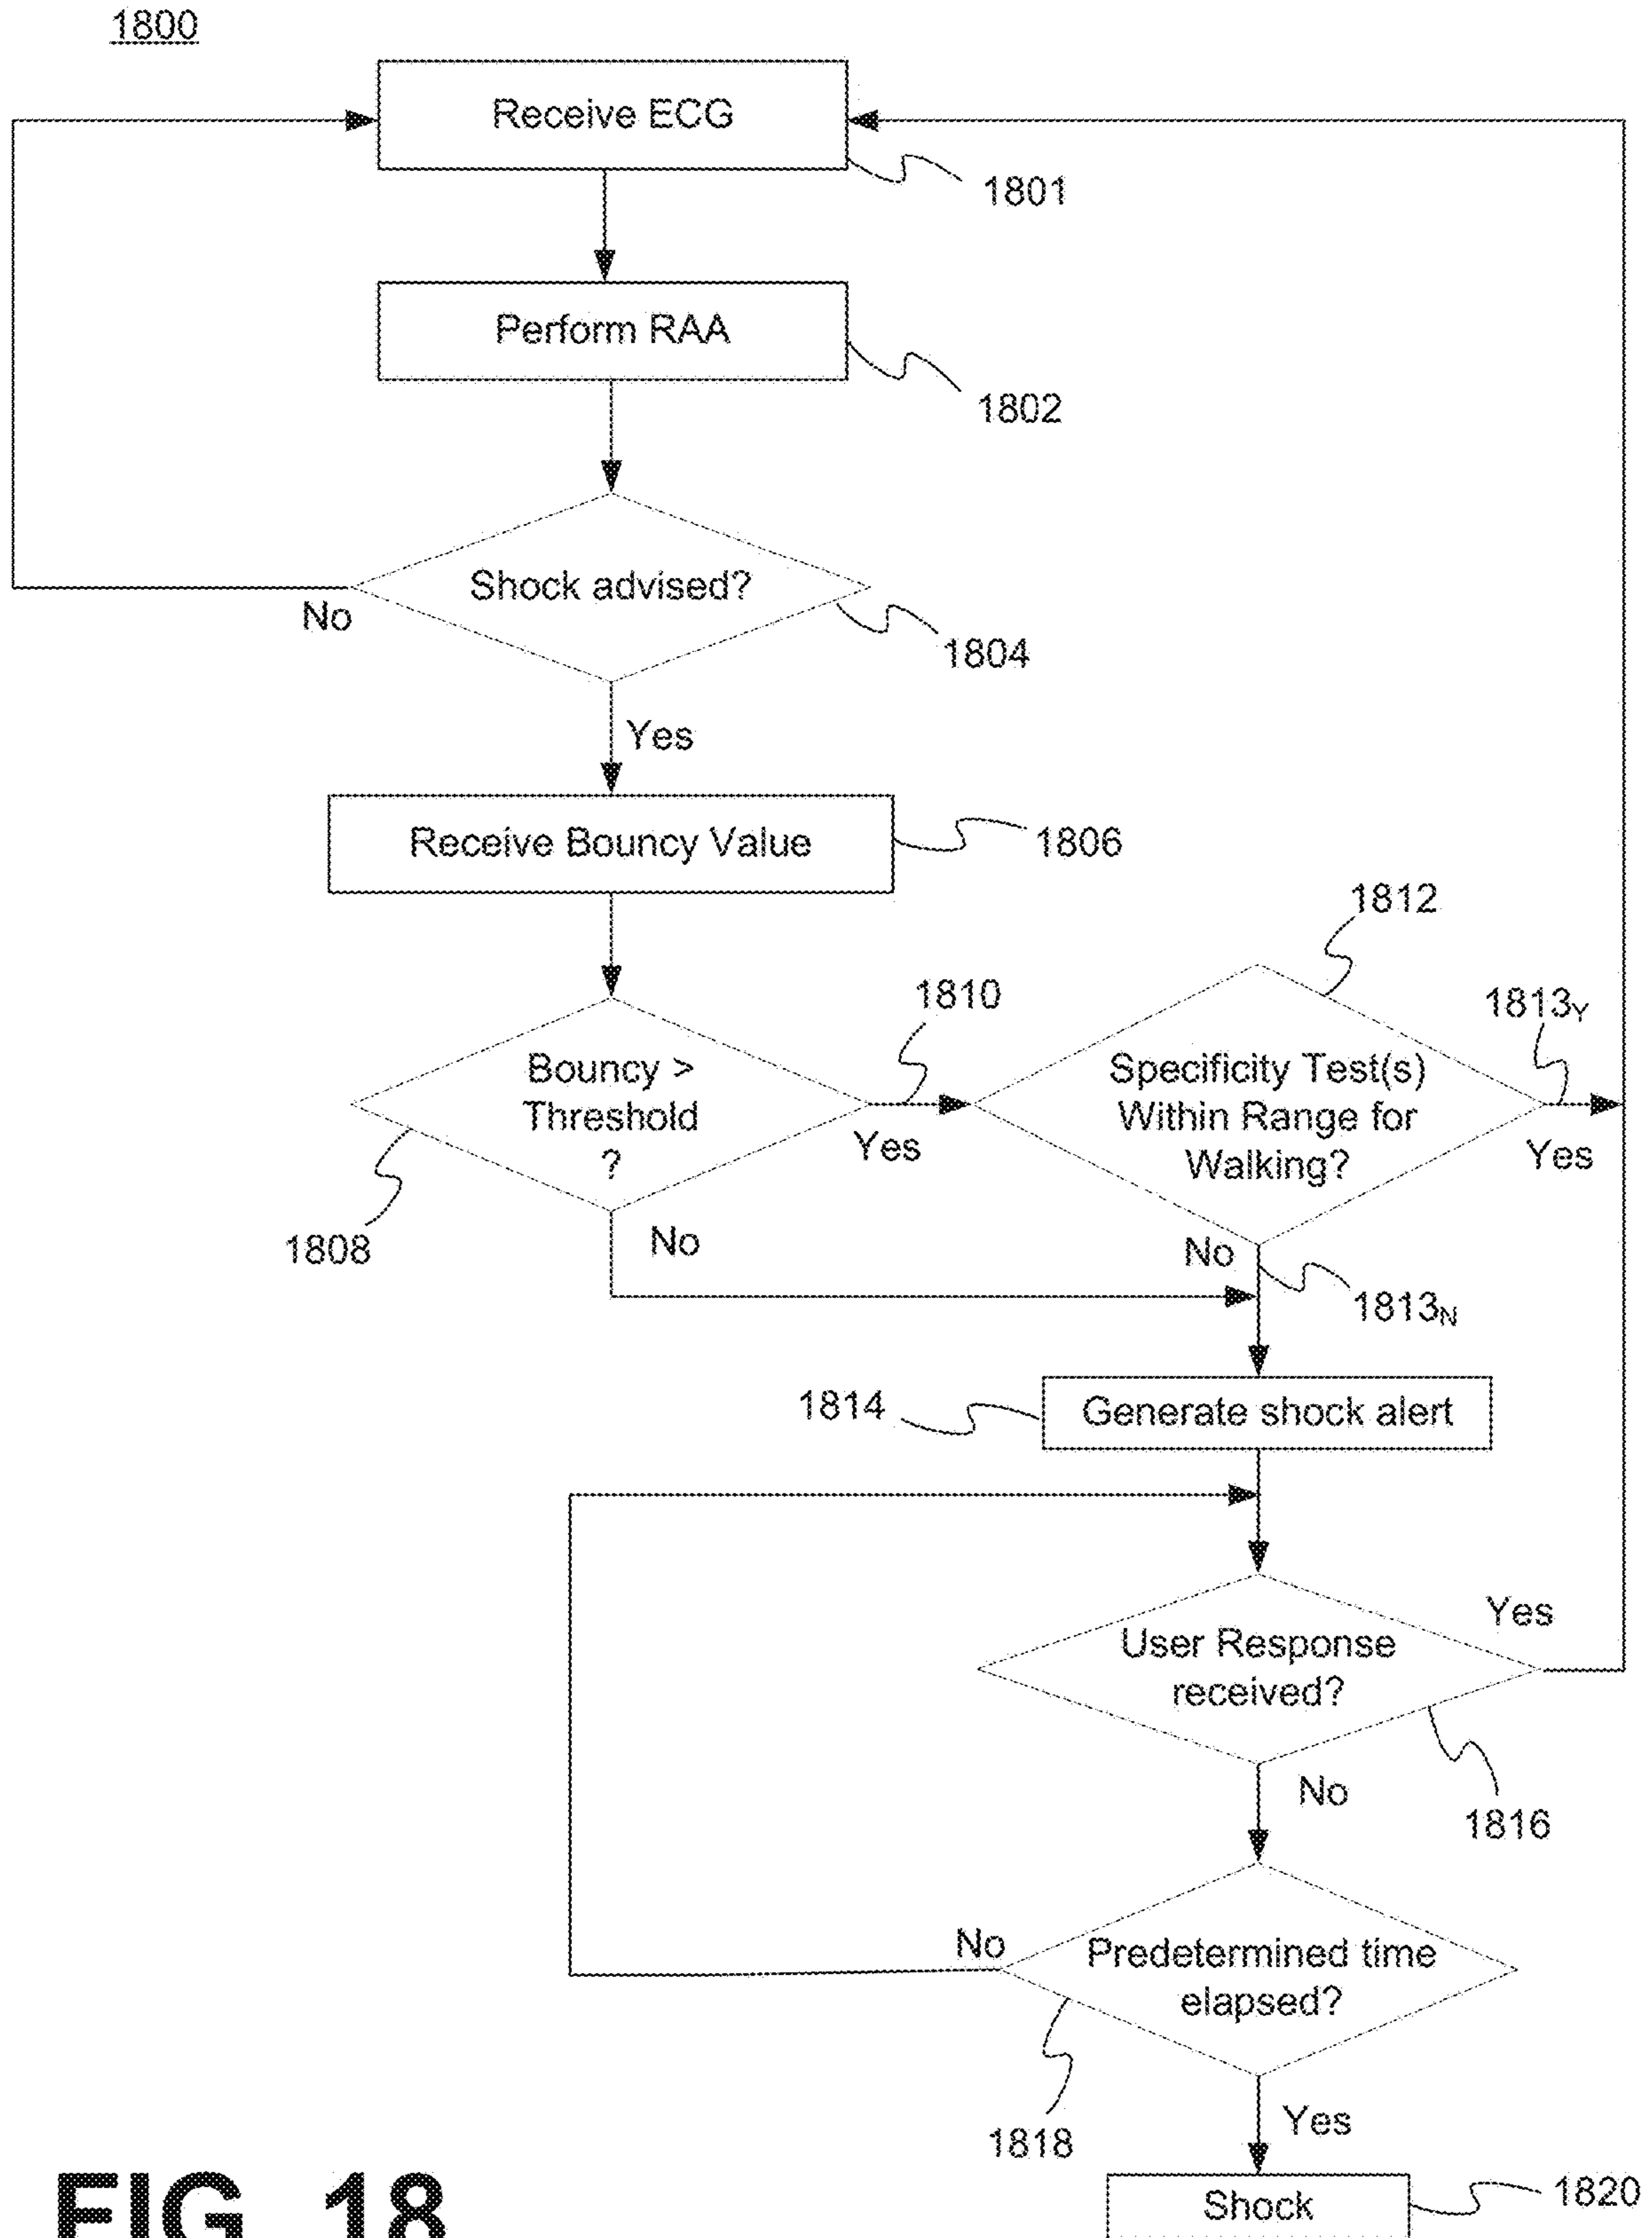 1800
Receive ECG
1801
Perform RAA
1802
Shock advised?
No
1804
Yes
Receive Bouncy Value
1806
1812
1810
1813Y
Bouncy >
Threshold
?
Yes
Specificity Test(s)
Within Range for
Walking?
Yes
1808
No
No
1813N
1814
Generate shock alert
User Response
received?
Yes
No
1816
No
Predetermined time
elapsed?
1818
Yes
Shock
1820
FIG. 18